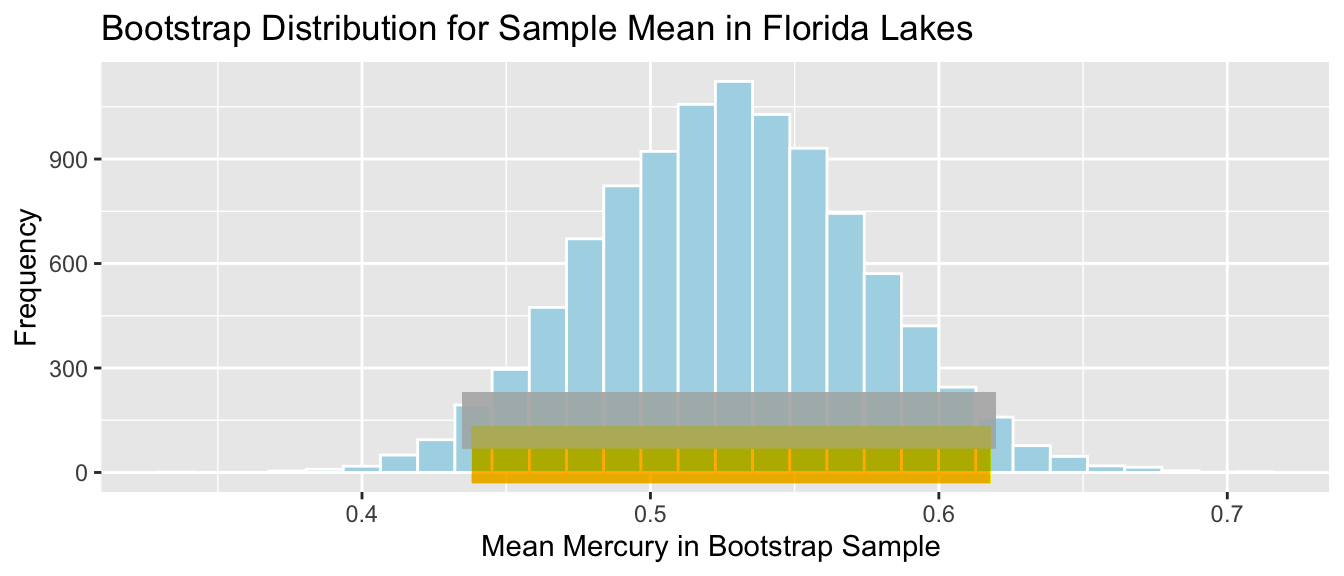 Bootstrap Distribution for Sample Mean in Florida Lakes
Frequency
900
600
300
0
0.4 0.5 0.6 0.7
Mean Mercury in Bootstrap Sample